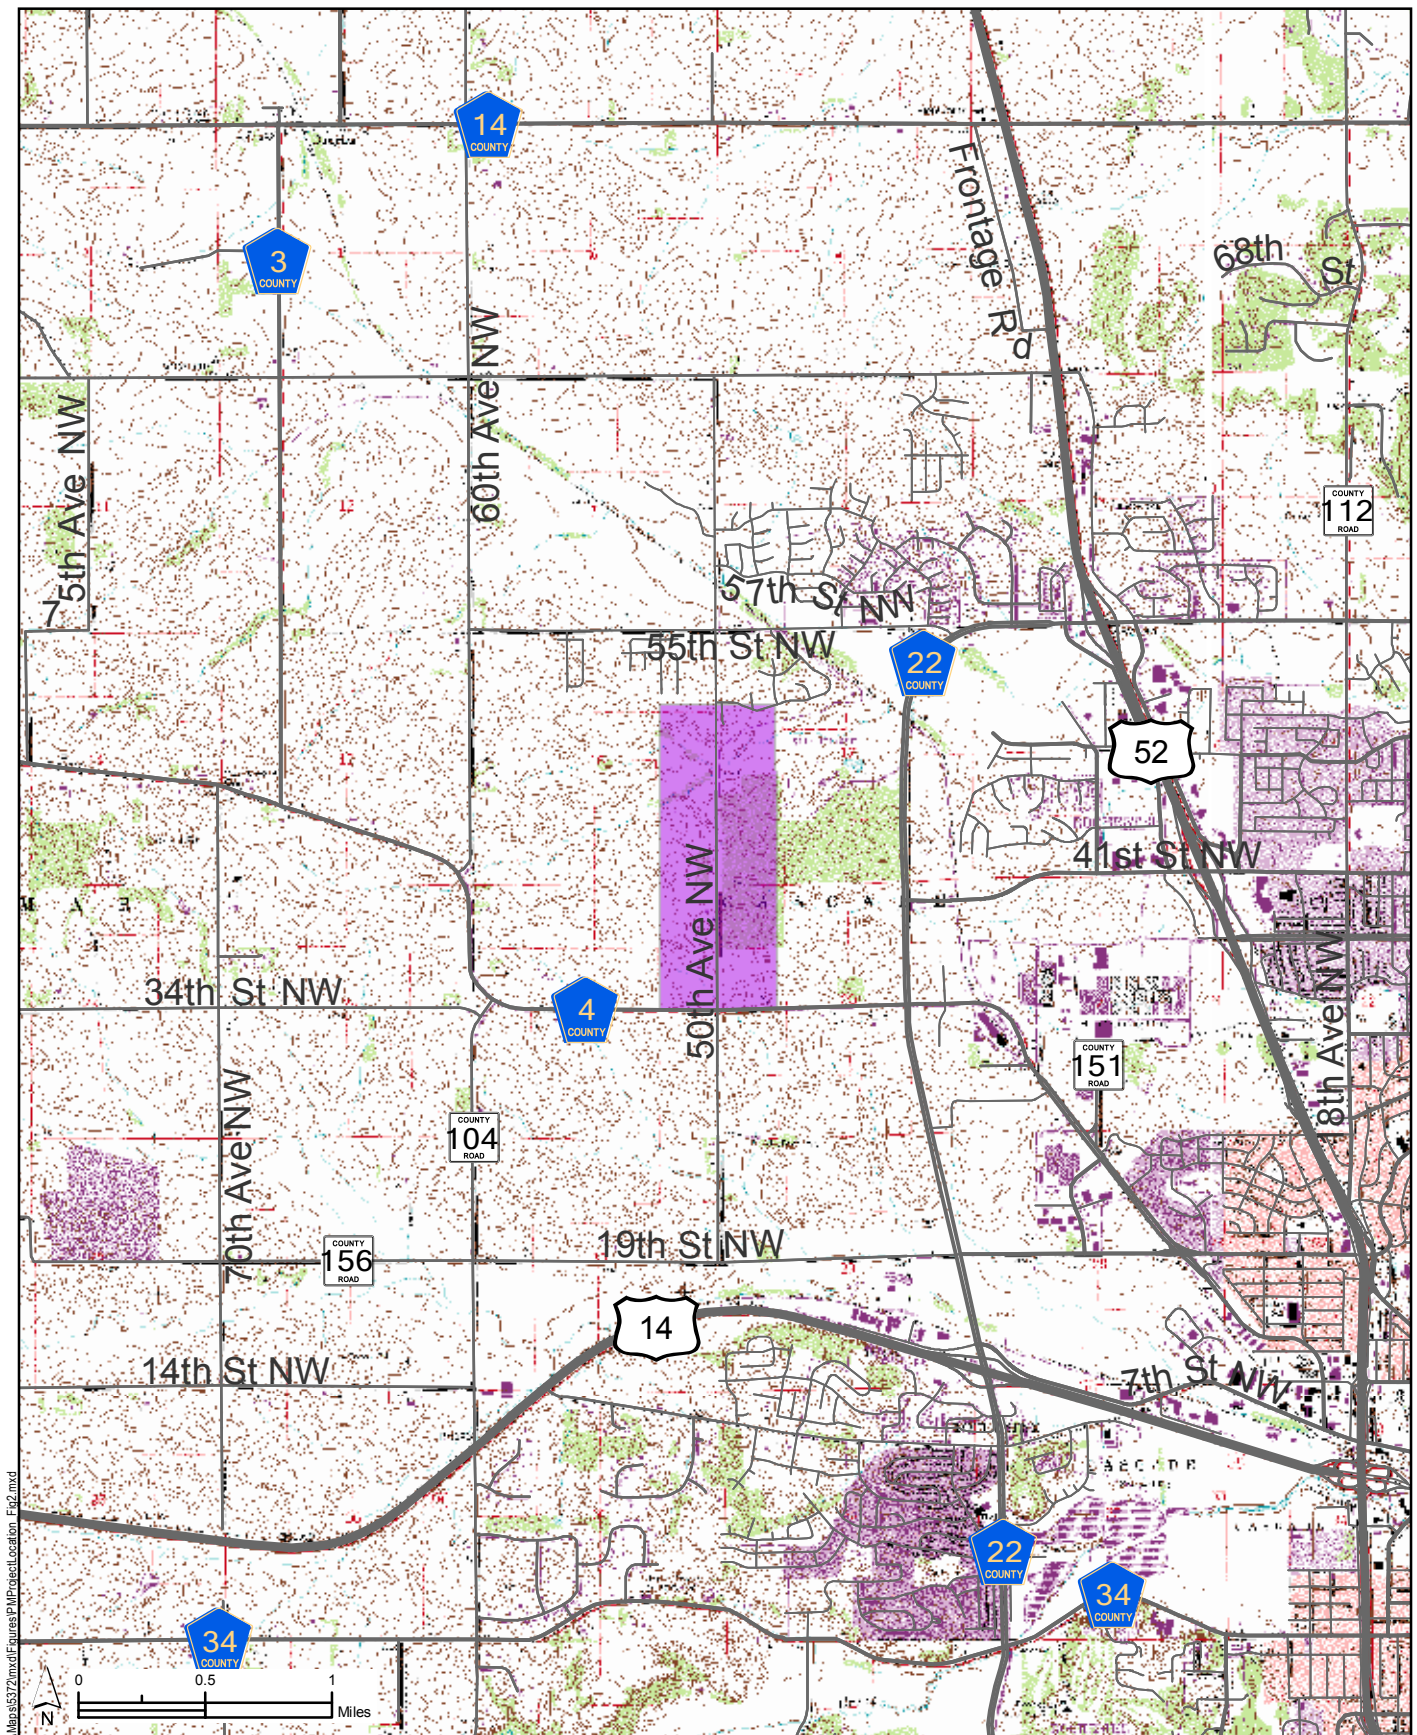 14
COUNTY
Frontage Rd
3
COUNTY
68th St
60th Ave NW
75th Ave NW
COUNTY
112
ROAD
57th St NW
55th St NW
22
COUNTY
52
41st St NW
50th Ave NW
18th Ave NW
34th St NW
4
COUNTY
COUNTY
151
ROAD
70th Ave NW
COUNTY
104
ROAD
19th St NW
COUNTY
156
ROAD
14
14th St NW
7th St NW
22
COUNTY
34
COUNTY
34
COUNTY
0 0.5 1
Miles
N
Maps\5372\mxd\Figures\PMProjectLocation_Fig2.mxd